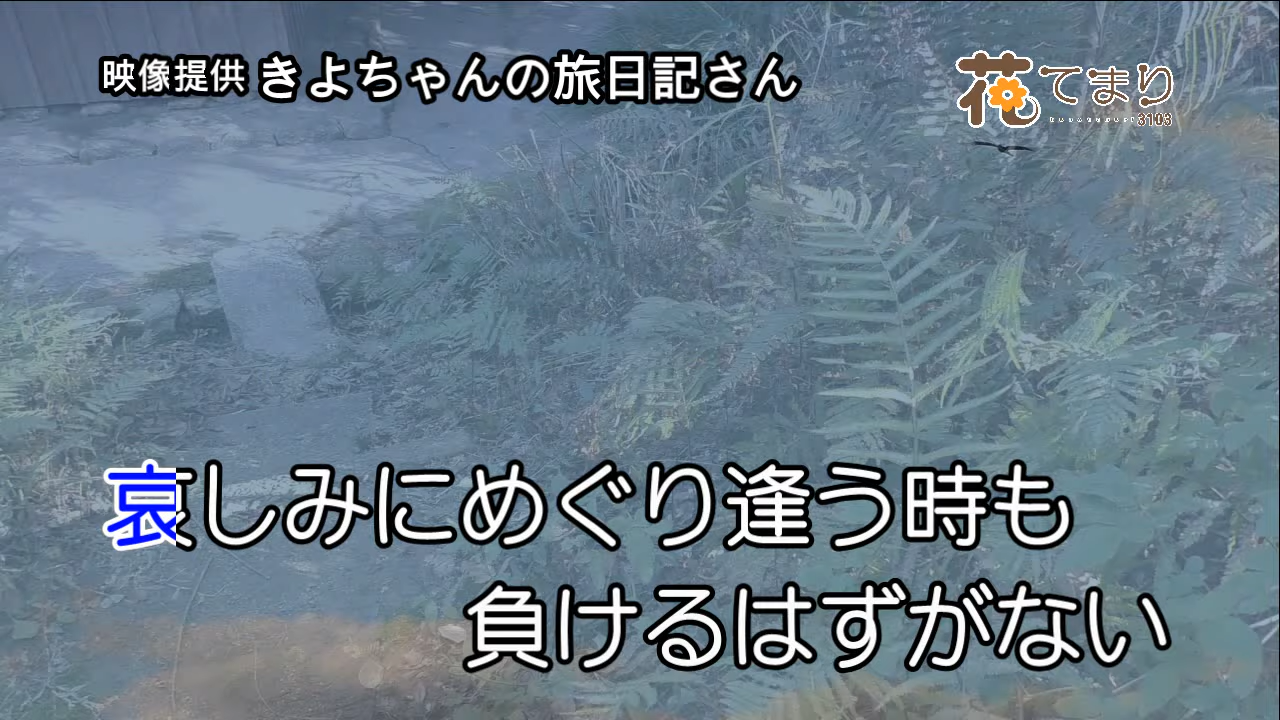 映像提供 きよちゃんの旅日記さん
花てまり
3103
哀しみにめぐり逢う時も
負けるはずがない